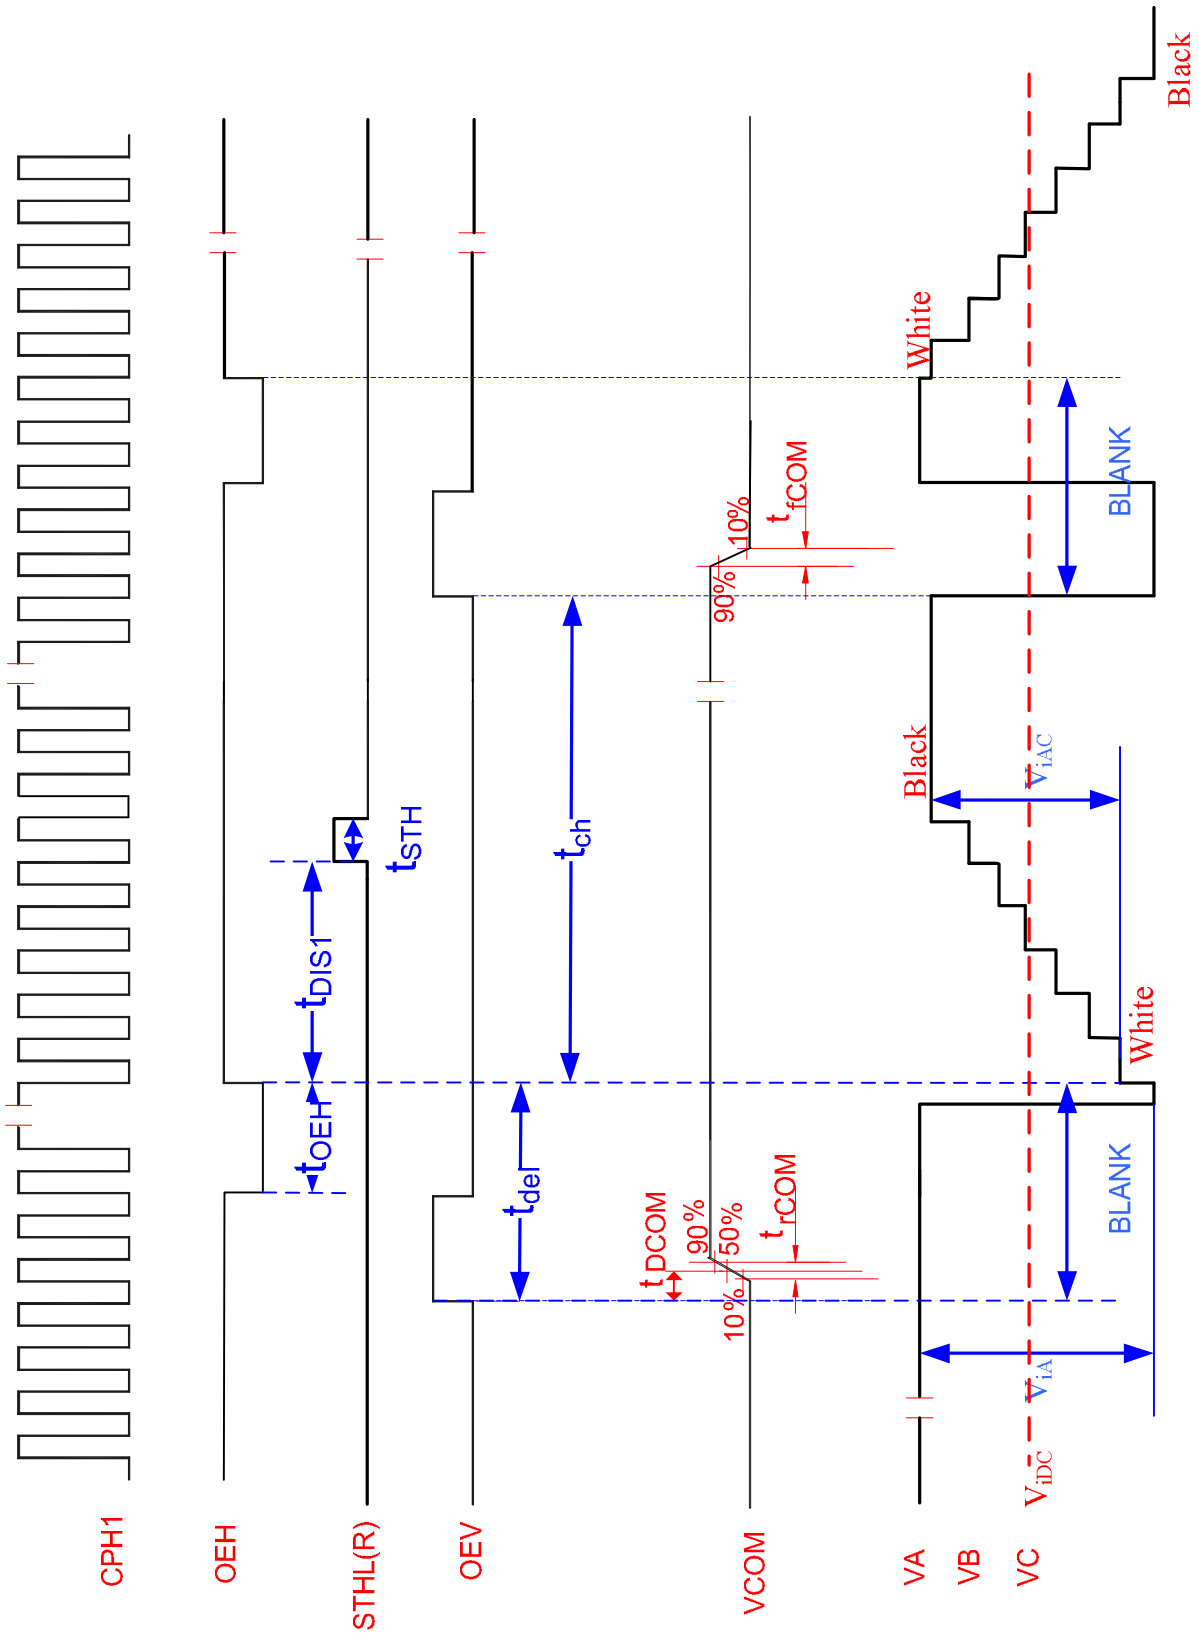 CPH1
OEH
tOEH
tDIS1
STHL(R)
tSTH
OEV
tdel
tch
VCOM
tDCOM
10%
90%
50%
trCOM
90%
10%
tfCOM
VA
VB
VC
Black
White
ViDC
ViA
ViAC
BLANK
White
BLANK
Black